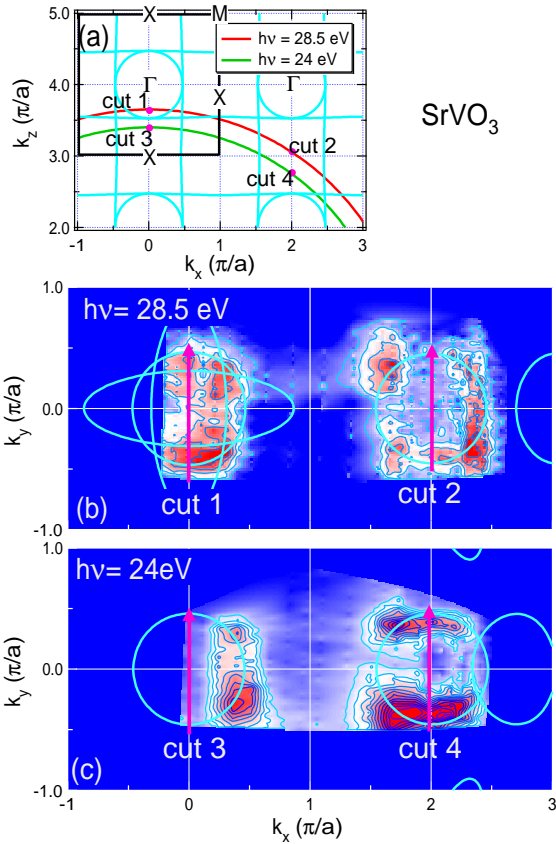 (a)
5.0
4.0
3.0
2.0
k_z (π/a)
X
M
Γ
Γ
X
X
cut 1
cut 3
cut 2
cut 4
hν = 28.5 eV
hν = 24 eV
-1
0
1
2
3
k_x (π/a)
SrVO₃
1.0
0.0
-1.0
k_y (π/a)
hν= 28.5 eV
cut 1
cut 2
(b)
1.0
0.0
-1.0
k_y (π/a)
hν= 24eV
cut 3
cut 4
(c)
-1
0
1
2
3
k_x (π/a)